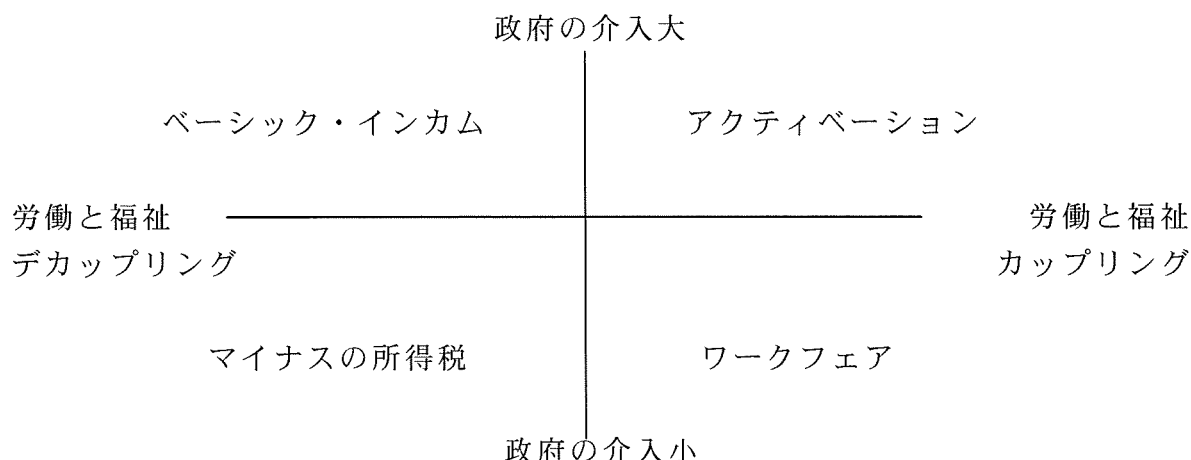 政府の介入大
ベーシック・インカム
アクティベーション
労働と福祉
デカップリング
労働と福祉
カップリング
マイナスの所得税
ワークフェア
政府の介入小